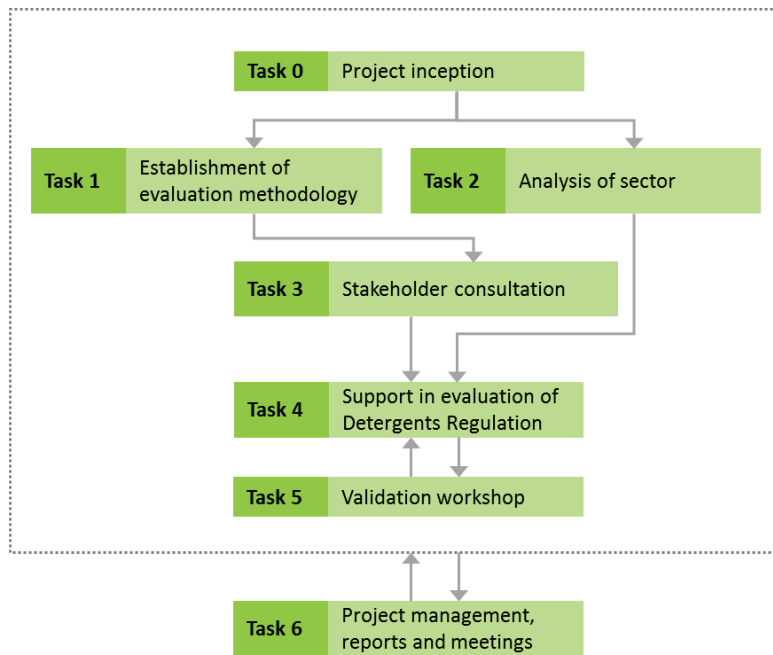 Task 0 Project inception
Task 1 Establishment of
evaluation methodology
Task 2 Analysis of sector
Task 3 Stakeholder consultation
Task 4 Support in evaluation of
Detergents Regulation
Task 5 Validation workshop
Task 6 Project management,
reports and meetings